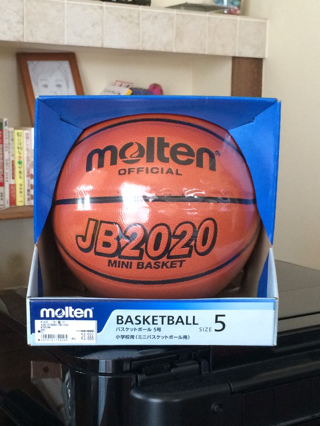 molten
OFFICIAL
JB2020
MINI BASKET
molten
BASKETBALL SIZE 5
バスケットボール 5号
小学校用 (ミニバスケットボール用)